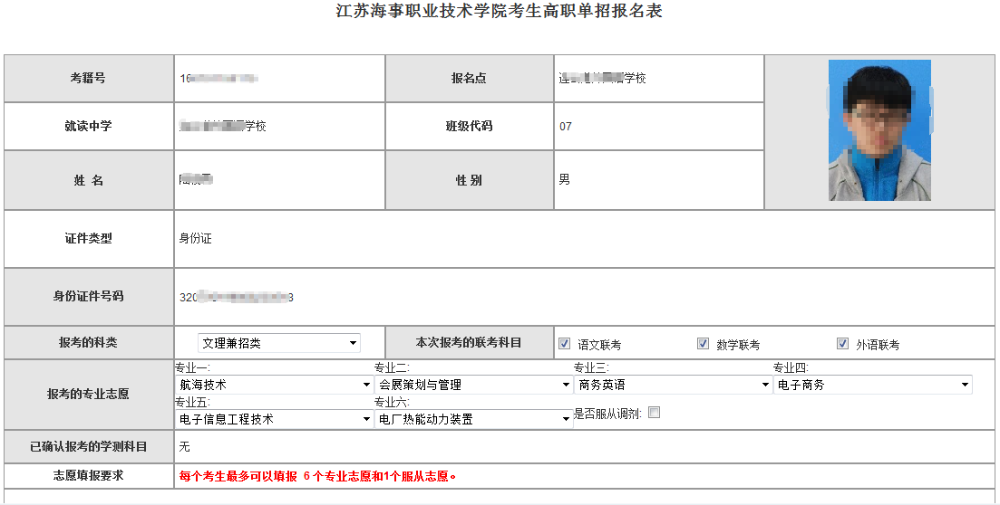 江苏海事职业技术学院考生高职单招报名表
考籍号 16 报名点 学校
就读中学 学校 班级代码 07
姓 名 性 别 男
证件类型 身份证
身份证件号码 320 3
报考的科类 文理兼招类 本次报考的联考科目 语文联考 数学联考 外语联考
报考的专业志愿
专业一: 专业二: 专业三: 专业四:
航海技术 会展策划与管理 商务英语 电子商务
专业五: 专业六: 是否服从调剂:
电子信息工程技术 电厂热能动力装置
已确认报考的学测科目 无
志愿填报要求 每个考生最多可以填报 6个专业志愿和1个服从志愿。